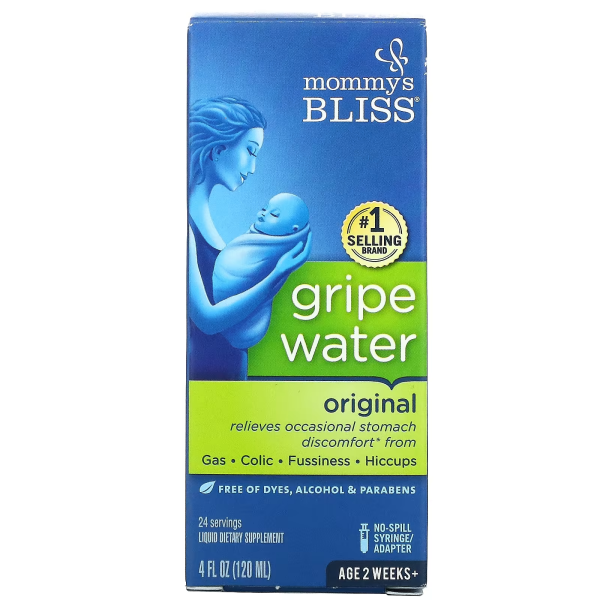 mommy's
BLISS®
#1
SELLING
BRAND
gripe
water
original
relieves occasional stomach
discomfort* from
Gas • Colic • Fussiness • Hiccups
FREE OF DYES, ALCOHOL & PARABENS
24 servings
LIQUID DIETARY SUPPLEMENT
4 FL OZ (120 ML)
NO-SPILL
SYRINGE/
ADAPTER
AGE 2 WEEKS+